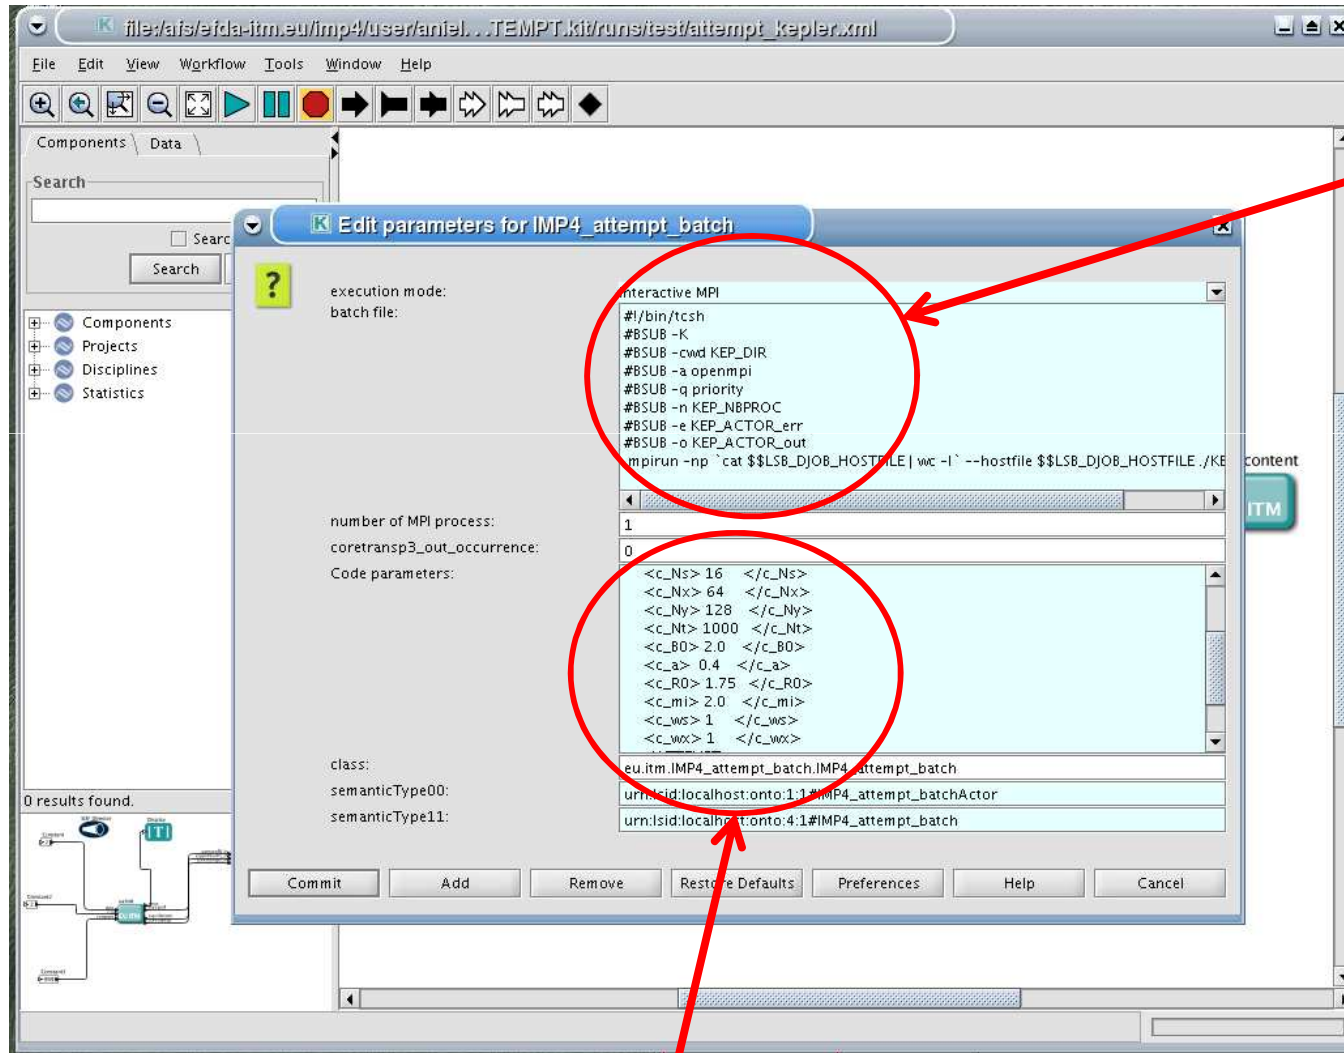 file:/afs/efda-itm.eu/imp4/user/aniel. . .TEMPT.kit/runs/test/attempt_kepler.xml
File Edit View Workflow Tools Window Help
Components Data
Search
Searc
Search
Components
Projects
Disciplines
Statistics
0 results found.
Edit parameters for IMP4_attempt_batch
execution mode:
Interactive MPI
batch file:
#!/bin/tcsh
#BSUB -K
#BSUB -cwd KEP_DIR
#BSUB -a openmpi
#BSUB -q priority
#BSUB -n KEP_NBPROC
#BSUB -e KEP_ACTOR_err
#BSUB -o KEP_ACTOR_out
mpirun -np `cat $$LSB_DJOB_HOSTFILE | wc -l` --hostfile $$LSB_DJOB_HOSTFILE ./KE
number of MPI process:
1
coretransp3_out_occurrence:
0
Code parameters:
<c_Ns> 16 </c_Ns>
<c_Nx> 64 </c_Nx>
<c_Ny> 128 </c_Ny>
<c_Nt> 1000 </c_Nt>
<c_B0> 2.0 </c_B0>
<c_a> 0.4 </c_a>
<c_R0> 1.75 </c_R0>
<c_mi> 2.0 </c_mi>
<c_ws> 1 </c_ws>
<c_wx> 1 </c_wx>
class:
eu.itm.IMP4_attempt_batch.IMP4_attempt_batch
semanticType00:
urn:lsid:localhost:onto:1:1#IMP4_attempt_batchActor
semanticType11:
urn:lsid:localhost:onto:4:1#IMP4_attempt_batch
Commit Add Remove Restore Defaults Preferences Help Cancel
content
ITM